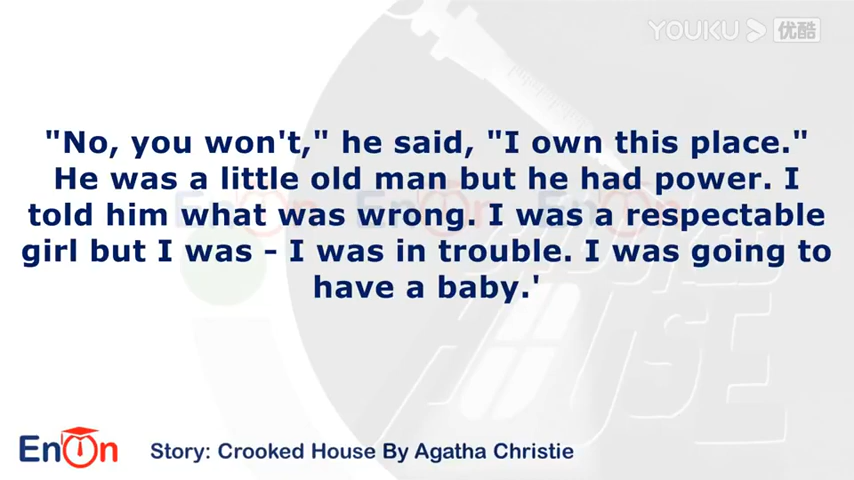 YOUKU 优酷
"No, you won't," he said, "I own this place."
He was a little old man but he had power. I
told him what was wrong. I was a respectable
girl but I was - I was in trouble. I was going to
have a baby.'
HOUSE
EnOn
Story: Crooked House By Agatha Christie